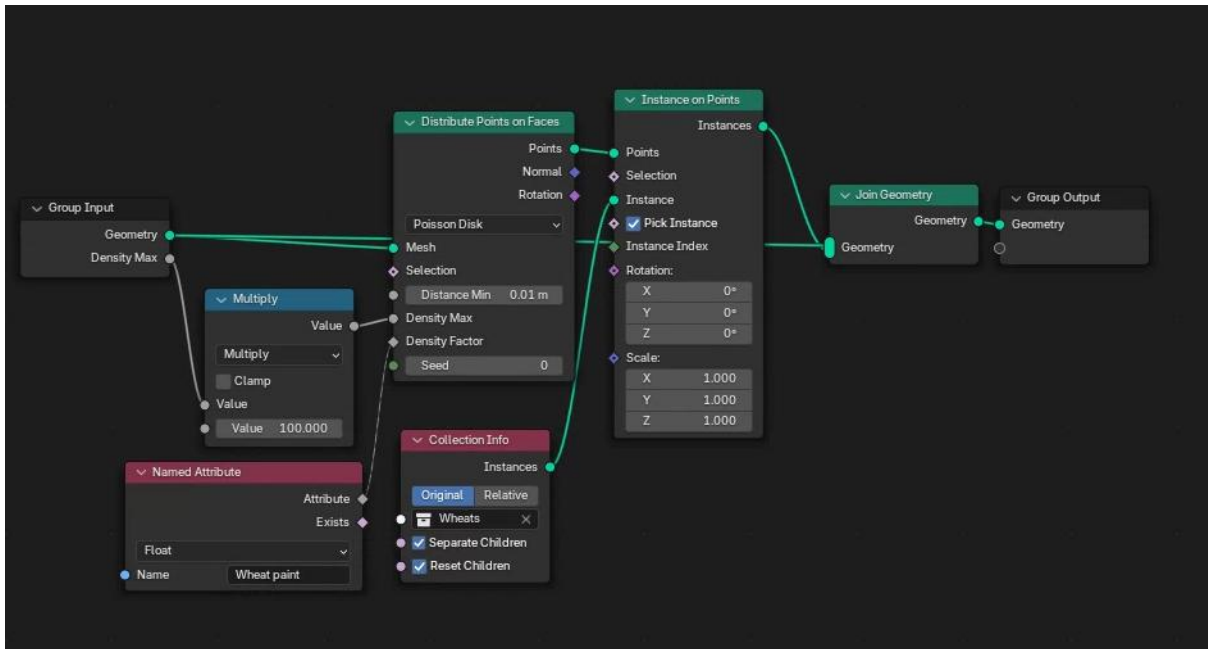 Group Input
Geometry
Density Max
Multiply
Value
Multiply
Clamp
Value
Value 100.000
Named Attribute
Attribute
Exists
Float
Name Wheat paint
Distribute Points on Faces
Points
Normal
Rotation
Poisson Disk
Mesh
Selection
Distance Min 0.01 m
Density Max
Density Factor
Seed 0
Collection Info
Instances
Original Relative
Wheats
Separate Children
Reset Children
Instance on Points
Instances
Points
Selection
Instance
Pick Instance
Instance Index
Rotation:
X 0°
Y 0°
Z 0°
Scale:
X 1.000
Y 1.000
Z 1.000
Join Geometry
Geometry
Geometry
Group Output
Geometry